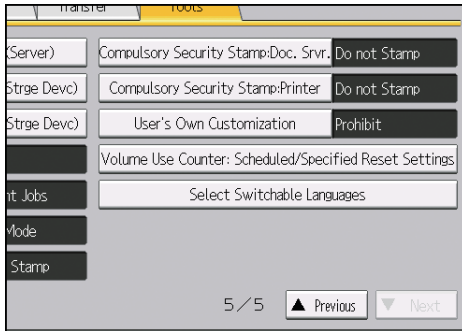 Transfer Tools
(Server) Compulsory Security Stamp:Doc. Srvr. Do not Stamp
Strge Devc) Compulsory Security Stamp:Printer Do not Stamp
Strge Devc) User's Own Customization Prohibit
Volume Use Counter: Scheduled/Specified Reset Settings
nt Jobs Select Switchable Languages
Mode
Stamp
5/5 ▲ Previous ▼ Next